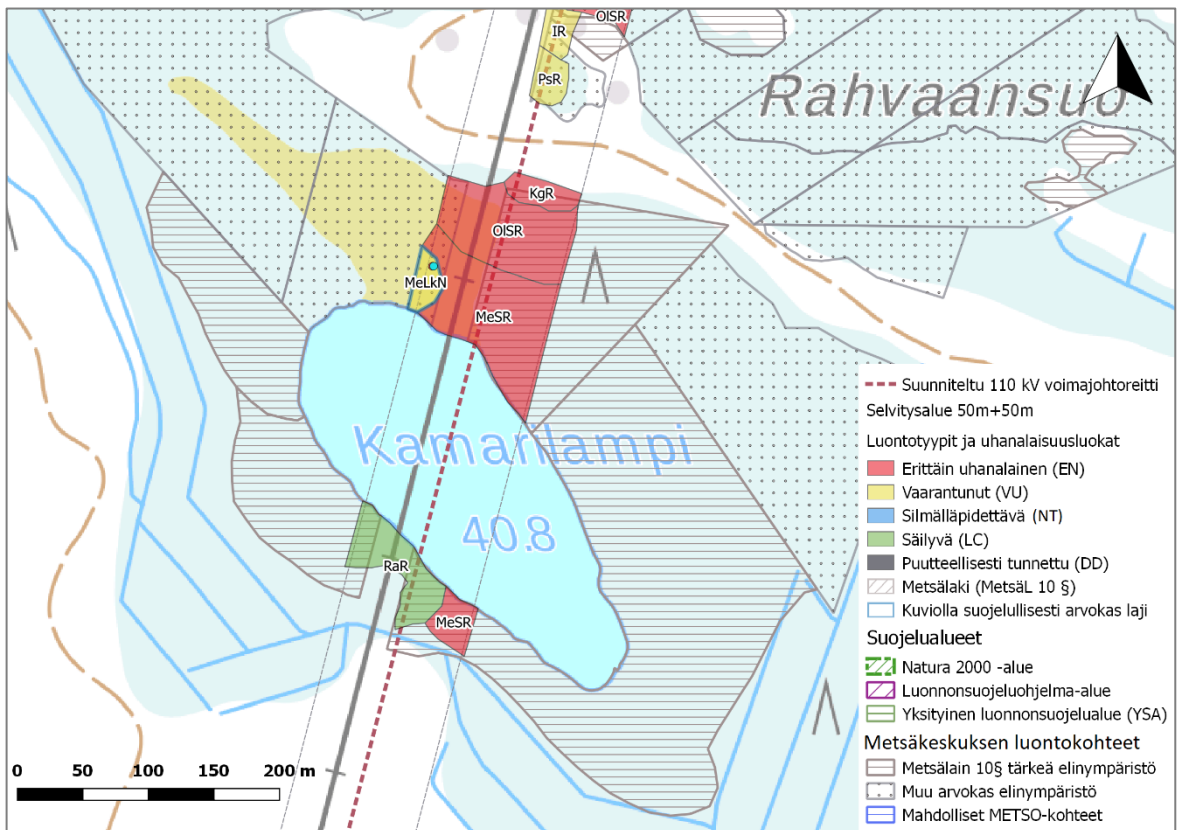 OlSR
IR
PsR
Rahvaansuo
KgR
OlSR
MeLkN
MeSR
Kamarilampi
40.8
RaR
MeSR
Suunniteltu 110 kV voimajohtoreitti
Selvitysalue 50m+50m
Luontotyypit ja uhanalaisuusluokat
Erittäin uhanalainen (EN)
Vaarantunut (VU)
Silmälläpidettävä (NT)
Säilyvä (LC)
Puutteellisesti tunnettu (DD)
Metsälaki (MetsäL 10 §)
Kuviolla suojelullisesti arvokas laji
Suojelualueet
Natura 2000 -alue
Luonnonsuojeluohjelma-alue
Yksityinen luonnonsuojelualue (YSA)
Metsäkeskuksen luontokohteet
Metsälain 10§ tärkeä elinympäristö
Muu arvokas elinympäristö
Mahdolliset METSO-kohteet
0 50 100 150 200 m